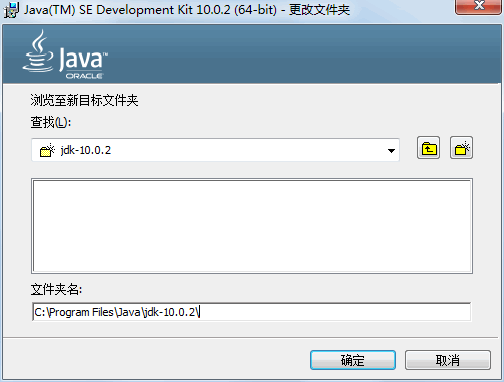 Java(TM) SE Development Kit 10.0.2 (64-bit) - 更改文件夹
Java™
ORACLE
浏览至新目标文件夹
查找(L):
jdk-10.0.2
文件夹名:
C:\Program Files\Java\jdk-10.0.2\
确定
取消